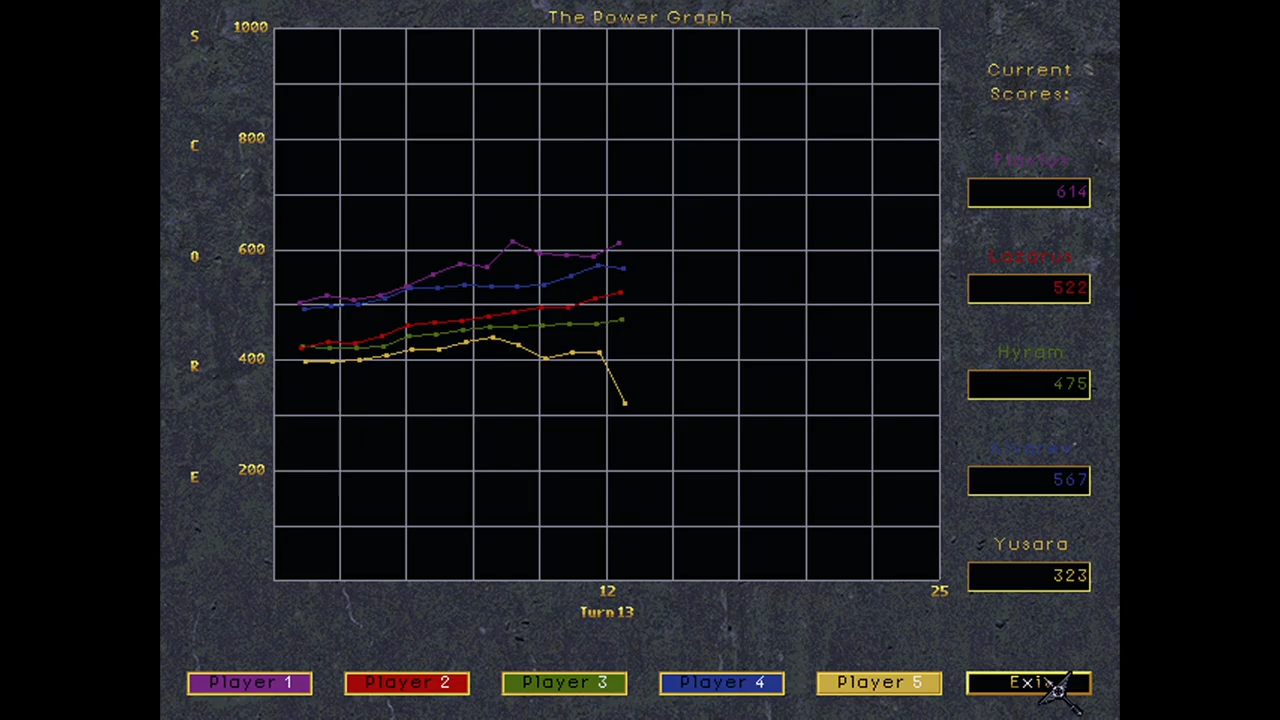 The Power Graph
S
C
O
R
E
1000
800
600
400
200
12
25
Turn 13
Current
Scores:
614
Lazarus
522
Hyram
475
567
Yusara
323
Player 1
Player 2
Player 3
Player 4
Player 5
Exit